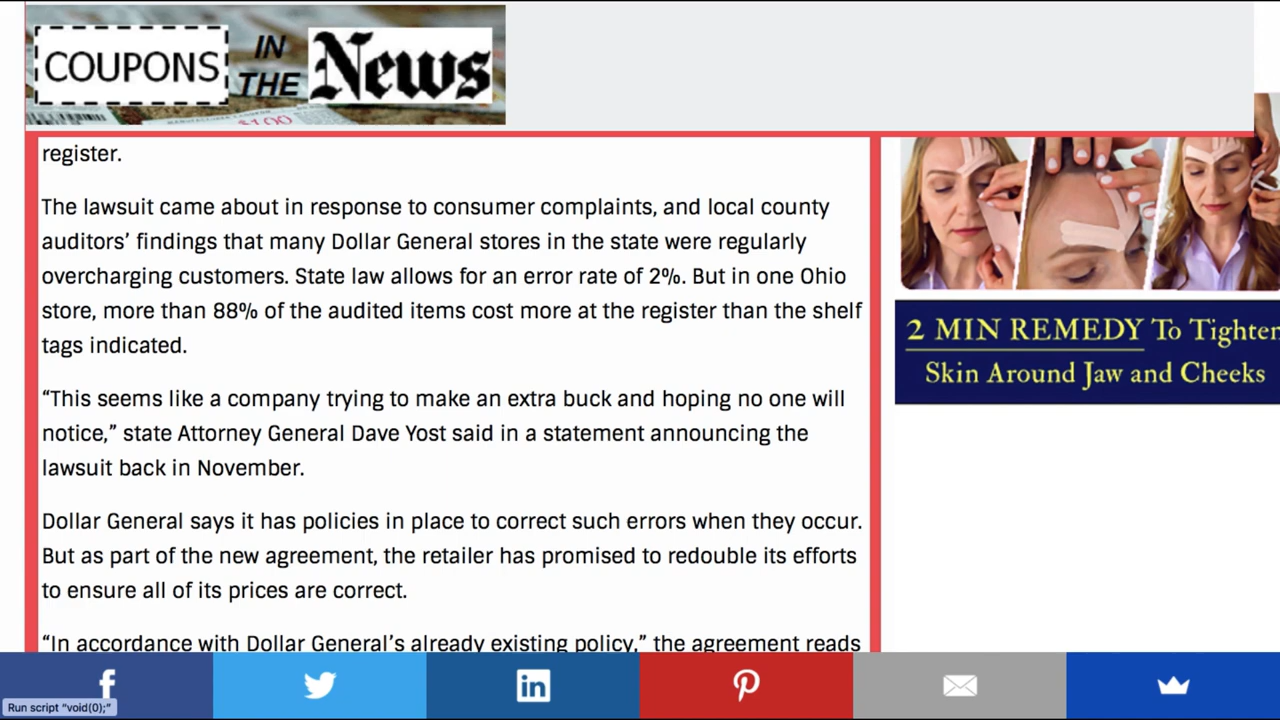 COUPONS
IN
THE
News
$1.00
register.
The lawsuit came about in response to consumer complaints, and local county
auditors’ findings that many Dollar General stores in the state were regularly
overcharging customers. State law allows for an error rate of 2%. But in one Ohio
store, more than 88% of the audited items cost more at the register than the shelf
tags indicated.
“This seems like a company trying to make an extra buck and hoping no one will
notice,” state Attorney General Dave Yost said in a statement announcing the
lawsuit back in November.
Dollar General says it has policies in place to correct such errors when they occur.
But as part of the new agreement, the retailer has promised to redouble its efforts
to ensure all of its prices are correct.
“In accordance with Dollar General’s already existing policy,” the agreement reads
2 MIN REMEDY To Tighten
Skin Around Jaw and Cheeks
f
in
Run script “void(0);”